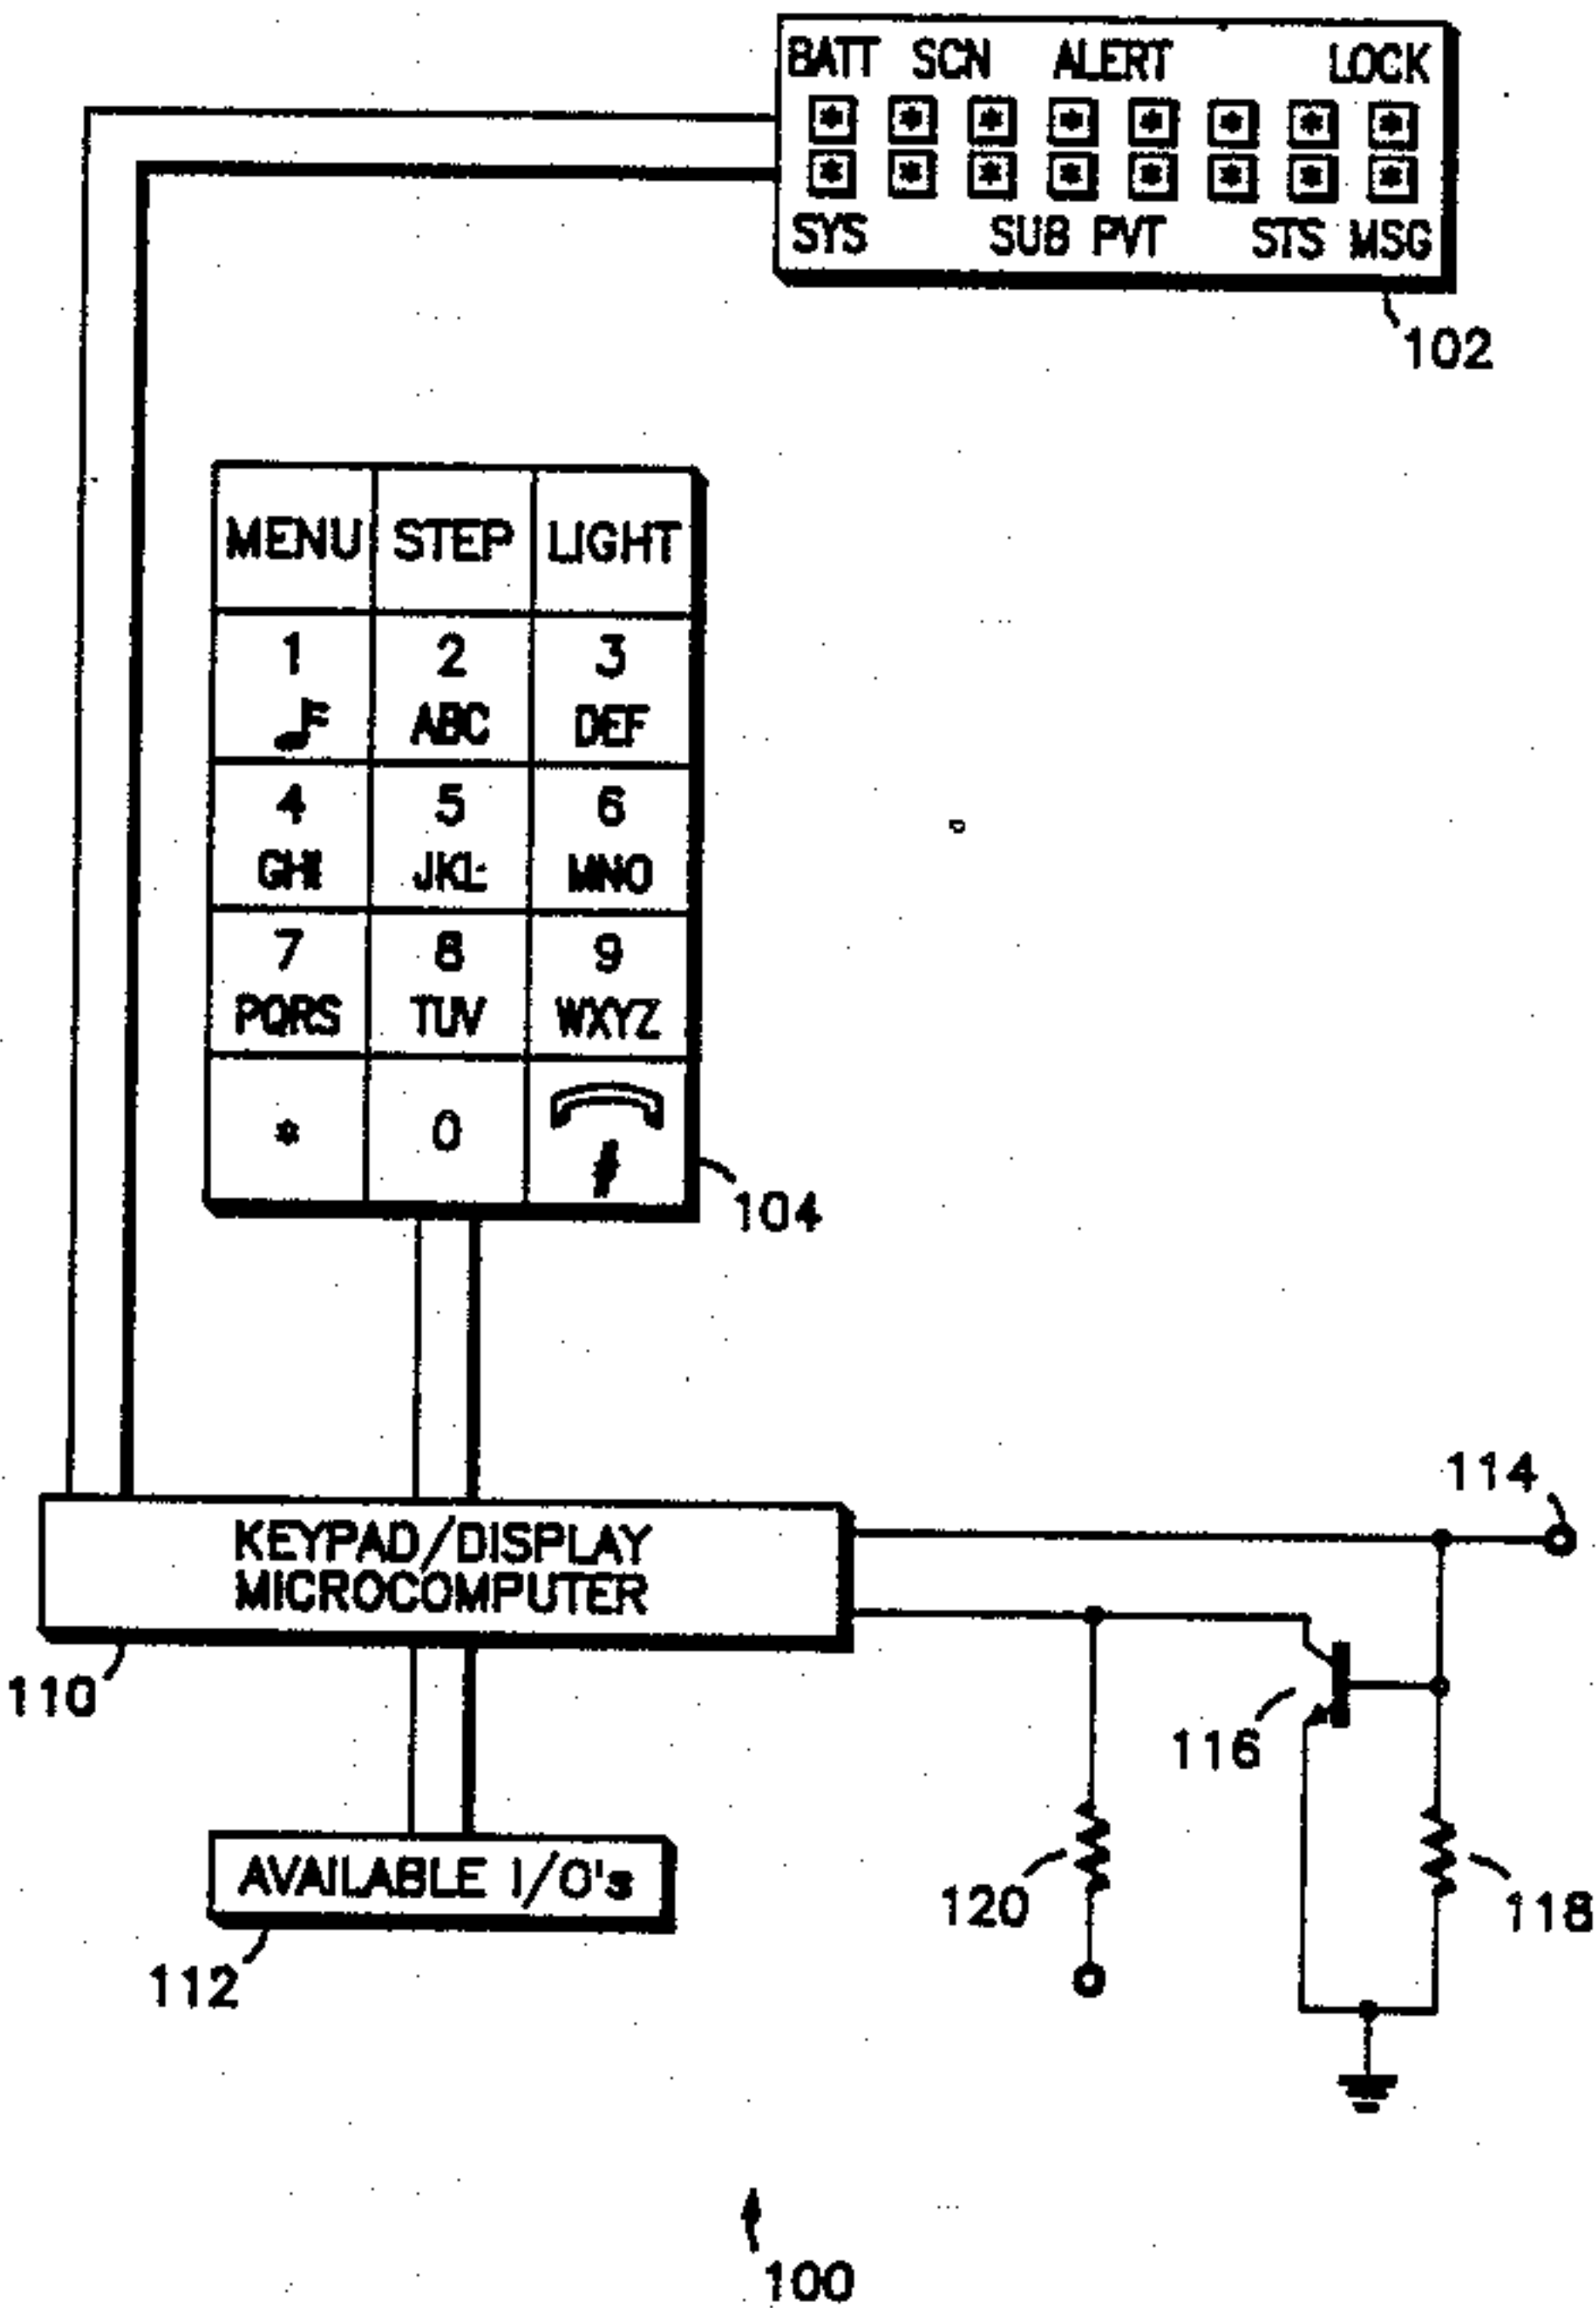 BATT SCN ALERT LOCK
* * * * * * * *
* * * * * * * *
SYS SUB PVT STS MSG
102
MENU STEP LIGHT
1 2 3
ABC DEF
4 5 6
GHI JKL MNO
7 8 9
PQRS TUV WXYZ
* 0 #
104
114
KEYPAD/DISPLAY
MICROCOMPUTER
110
116
AVAILABLE I/O's
120
118
112
100